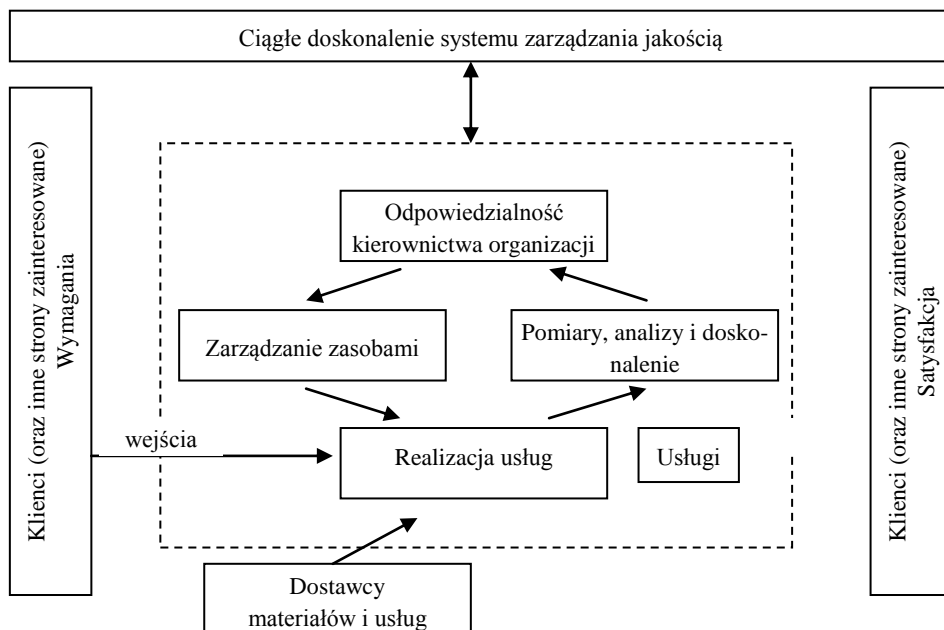 Ciągłe doskonalenie systemu zarządzania jakością
Klienci (oraz inne strony zainteresowane)
Wymagania
Odpowiedzialność
kierownictwa organizacji
Zarządzanie zasobami
Pomiary, analizy i dosko-
nalenie
wejścia
Realizacja usług
Usługi
Dostawcy
materiałów i usług
Klienci (oraz inne strony zainteresowane)
Satysfakcja